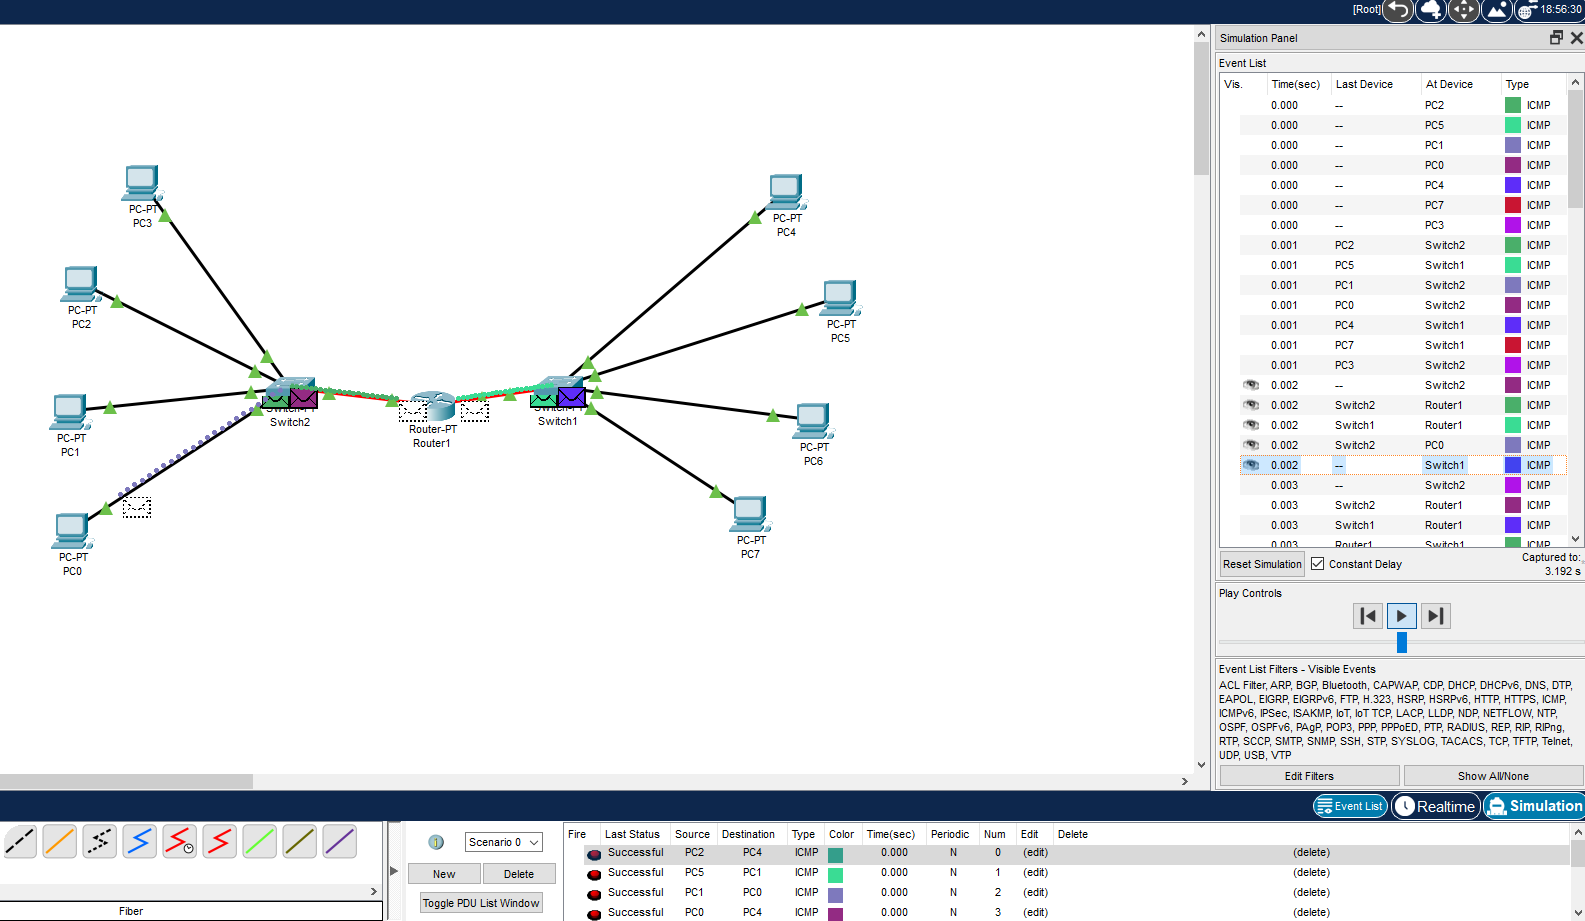 [Root] 18:56:30
Simulation Panel
Event List
Vis. Time(sec) Last Device At Device Type
0.000 -- PC2 ICMP
0.000 -- PC5 ICMP
0.000 -- PC1 ICMP
0.000 -- PC0 ICMP
0.000 -- PC4 ICMP
0.000 -- PC7 ICMP
0.000 -- PC3 ICMP
0.001 PC2 Switch2 ICMP
0.001 PC5 Switch1 ICMP
0.001 PC1 Switch2 ICMP
0.001 PC0 Switch2 ICMP
0.001 PC4 Switch1 ICMP
0.001 PC7 Switch1 ICMP
0.001 PC3 Switch2 ICMP
0.002 -- Switch2 ICMP
0.002 Switch2 Router1 ICMP
0.002 Switch1 Router1 ICMP
0.002 Switch2 PC0 ICMP
0.002 -- Switch1 ICMP
0.003 -- Switch2 ICMP
0.003 Switch2 Router1 ICMP
0.003 Switch1 Router1 ICMP
0.003 Router1 Switch1 ICMP
Reset Simulation Constant Delay Captured to:
3.192 s
Play Controls
Event List Filters - Visible Events
ACL Filter, ARP, BGP, Bluetooth, CAPWAP, CDP, DHCP, DHCPv6, DNS, DTP,
EAPOL, EIGRP, EIGRPv6, FTP, H.323, HSRP, HSRPv6, HTTP, HTTPS, ICMP,
ICMPv6, IPSec, ISAKMP, IoT, IoT TCP, LACP, LLDP, NDP, NETFLOW, NTP,
OSPF, OSPFv6, PAgP, POP3, PPP, PPPoED, PTP, RADIUS, REP, RIP, RIPng,
RTP, SCCP, SMTP, SNMP, SSH, STP, SYSLOG, TACACS, TCP, TFTP, Telnet,
UDP, USB, VTP
Edit Filters Show All/None
Event List Realtime Simulation
PC-PT
PC3
PC-PT
PC2
PC-PT
PC1
PC-PT
PC0
Switch2
Router-PT
Router1
Switch1
PC-PT
PC4
PC-PT
PC5
PC-PT
PC6
PC-PT
PC7
Fiber
Scenario 0
New Delete
Toggle PDU List Window
Fire Last Status Source Destination Type Color Time(sec) Periodic Num Edit Delete
Successful PC2 PC4 ICMP 0.000 N 0 (edit) (delete)
Successful PC5 PC1 ICMP 0.000 N 1 (edit) (delete)
Successful PC1 PC0 ICMP 0.000 N 2 (edit) (delete)
Successful PC0 PC4 ICMP 0.000 N 3 (edit) (delete)